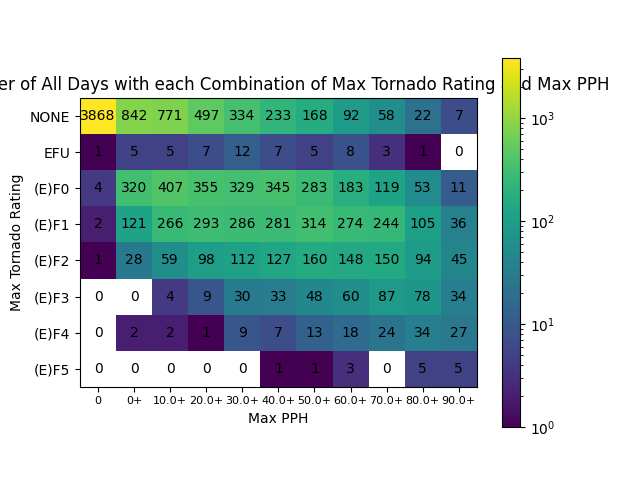 er of All Days with each Combination of Max Tornado Rating and Max PPH
NONE 3868 842 771 497 334 233 168 92 58 22 7
EFU 1 5 5 7 12 7 5 8 3 1 0
(E)F0 4 320 407 355 329 345 283 183 119 53 11
(E)F1 2 121 266 293 286 281 314 274 244 105 36
(E)F2 1 28 59 98 112 127 160 148 150 94 45
(E)F3 0 0 4 9 30 33 48 60 87 78 34
(E)F4 0 2 2 1 9 7 13 18 24 34 27
(E)F5 0 0 0 0 0 1 1 3 0 5 5
0 0+ 10.0+ 20.0+ 30.0+ 40.0+ 50.0+ 60.0+ 70.0+ 80.0+ 90.0+
Max PPH
Max Tornado Rating
10³
10²
10¹
10⁰